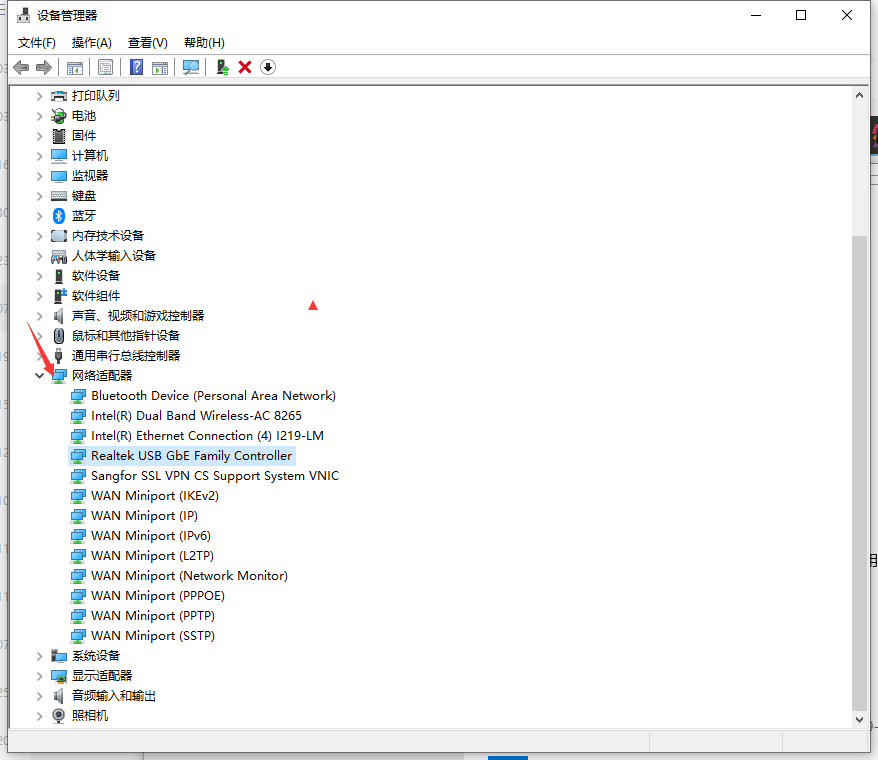 设备管理器
文件(F) 操作(A) 查看(V) 帮助(H)
打印队列
电池
固件
计算机
监视器
键盘
蓝牙
内存技术设备
人体学输入设备
软件设备
软件组件
声音、视频和游戏控制器
鼠标和其他指针设备
通用串行总线控制器
网络适配器
Bluetooth Device (Personal Area Network)
Intel(R) Dual Band Wireless-AC 8265
Intel(R) Ethernet Connection (4) I219-LM
Realtek USB GbE Family Controller
Sangfor SSL VPN CS Support System VNIC
WAN Miniport (IKEv2)
WAN Miniport (IP)
WAN Miniport (IPv6)
WAN Miniport (L2TP)
WAN Miniport (Network Monitor)
WAN Miniport (PPPOE)
WAN Miniport (PPTP)
WAN Miniport (SSTP)
系统设备
显示适配器
音频输入和输出
照相机